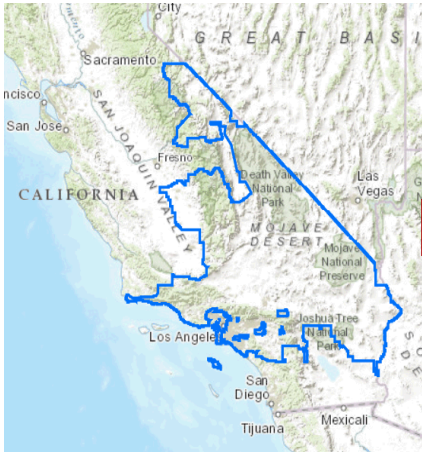 City
GREAT BASI
Sacramento
ncisco
San Jose
SAN JOAQUIN VALLEY
Fresno
Death Valley
National
Park
Las
Vegas
CALIFORNIA
MOJAVE
DESERT
Mojave
National
Preserve
Joshua Tree
National
Park
Los Angeles
San
Diego
Tijuana
Mexicali